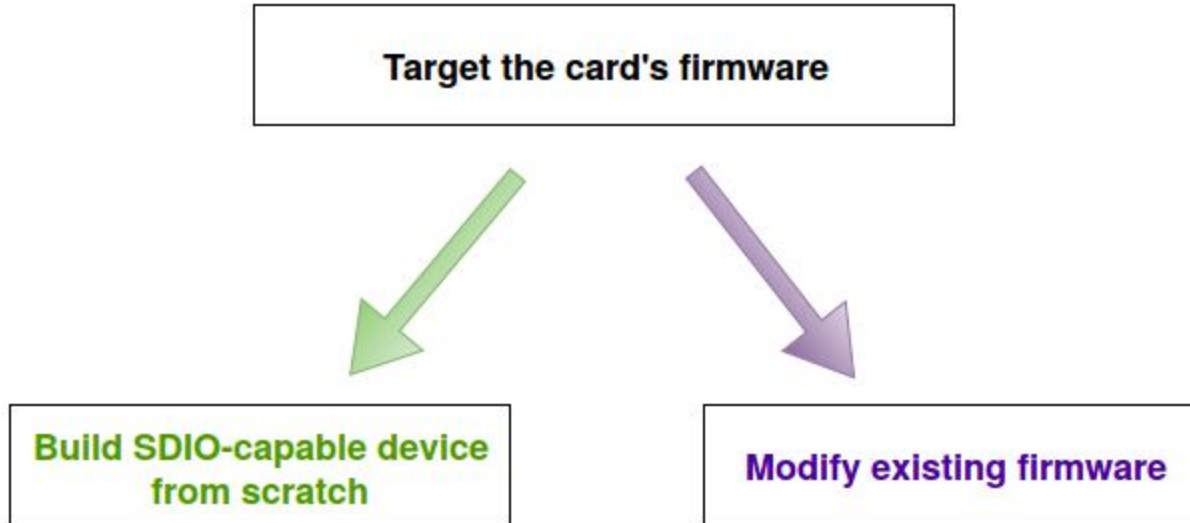 Target the card's firmware
Build SDIO-capable device
from scratch
Modify existing firmware